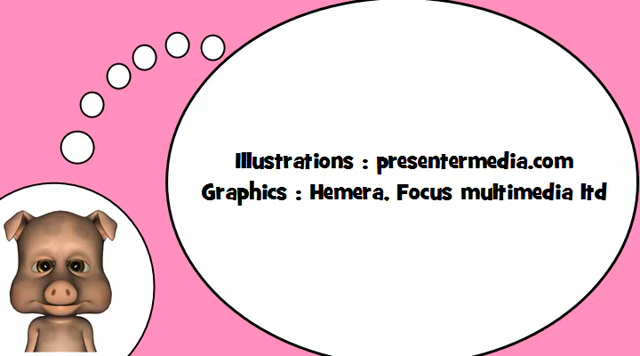 Illustrations : presentermedia.com
Graphics : Hemera. Focus multimedia ltd